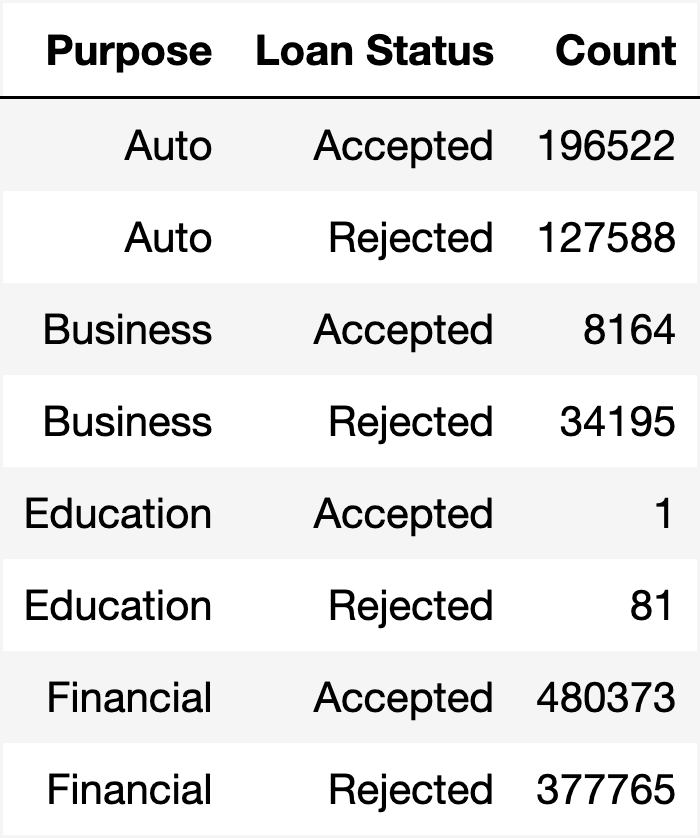 Purpose Loan Status Count
Auto Accepted 196522
Auto Rejected 127588
Business Accepted 8164
Business Rejected 34195
Education Accepted 1
Education Rejected 81
Financial Accepted 480373
Financial Rejected 377765